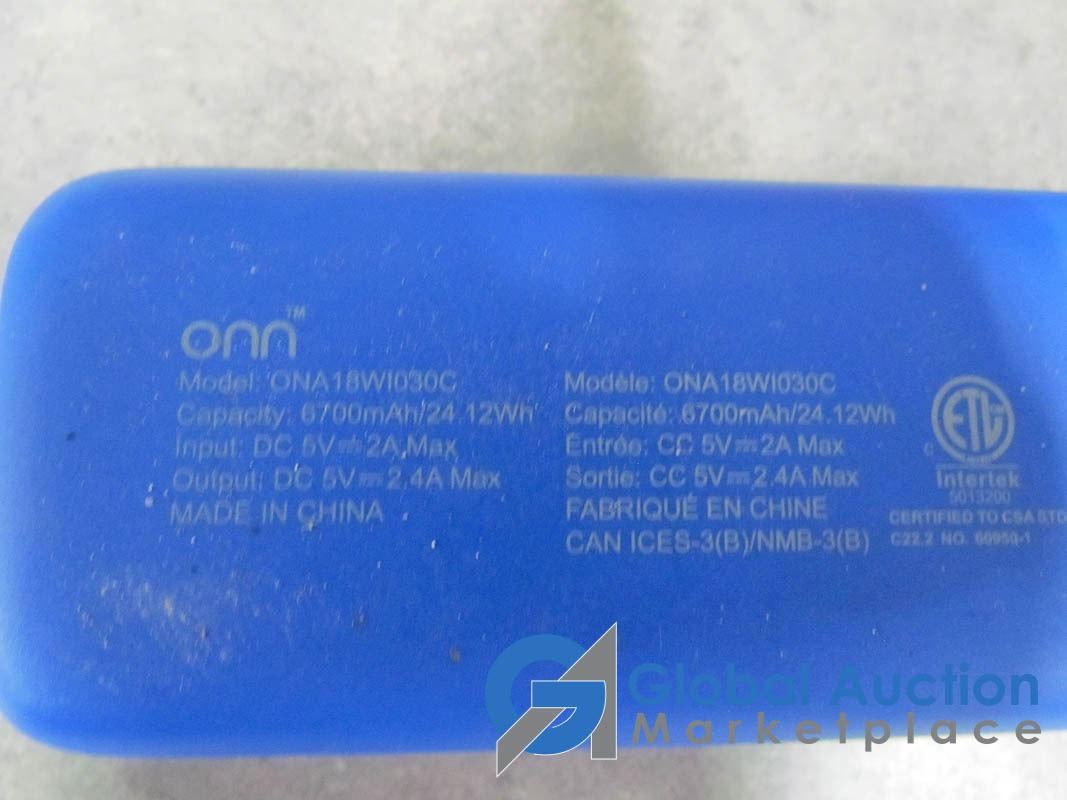 onn™
Model: ONA18WI030C
Capacity: 6700mAh/24.12Wh
Input: DC 5V⎓2A Max
Output: DC 5V⎓2.4A Max
MADE IN CHINA
Modèle: ONA18WI030C
Capacité: 6700mAh/24.12Wh
Entrée: CC 5V⎓2A Max
Sortie: CC 5V⎓2.4A Max
FABRIQUÉ EN CHINE
CAN ICES-3(B)/NMB-3(B)
ETL
C
Intertek
5013200
CERTIFIED TO CSA STD
C22.2 NO. 60950-1
Global Auction
Marketplace